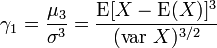 γ₁ = μ₃/σ³ = E[X − E(X)]³/(var X)^{3/2}